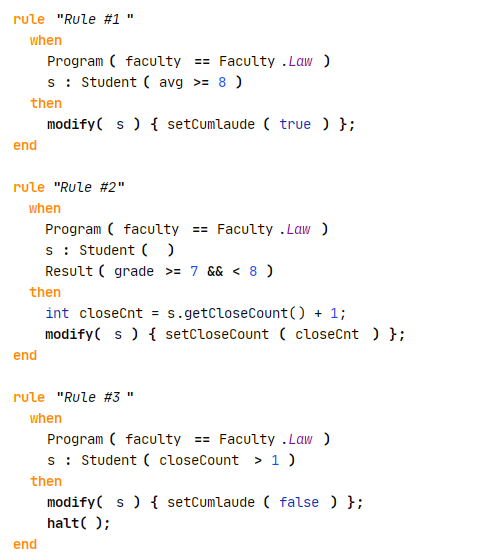 rule "Rule #1 "
when
Program ( faculty == Faculty .Law )
s : Student ( avg >= 8 )
then
modify( s ) { setCumlaude ( true ) };
end
rule "Rule #2"
when
Program ( faculty == Faculty .Law )
s : Student ( )
Result ( grade >= 7 && < 8 )
then
int closeCnt = s.getCloseCount() + 1;
modify( s ) { setCloseCount ( closeCnt ) };
end
rule "Rule #3 "
when
Program ( faculty == Faculty .Law )
s : Student ( closeCount > 1 )
then
modify( s ) { setCumlaude ( false ) };
halt( );
end